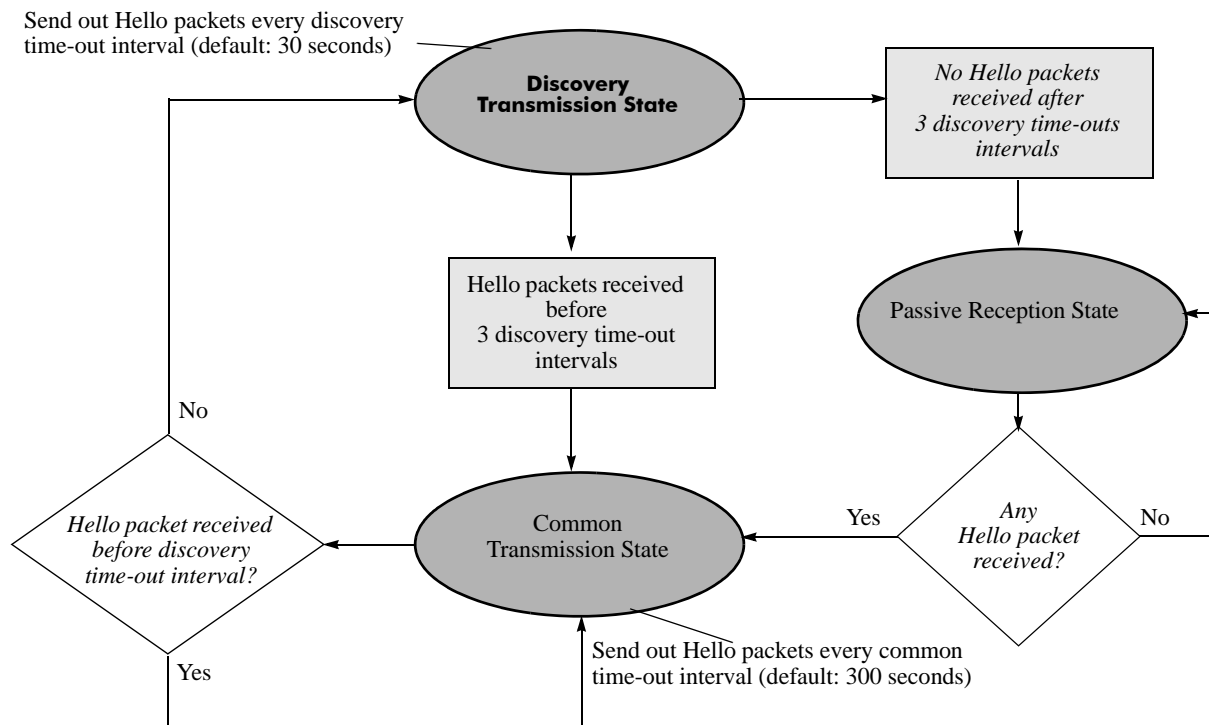 Send out Hello packets every discovery
time-out interval (default: 30 seconds)
Discovery
Transmission State
No Hello packets
received after
3 discovery time-outs
intervals
Hello packets received
before
3 discovery time-out
intervals
Passive Reception State
No
Hello packet received
before discovery
time-out interval?
Common
Transmission State
Yes
Any
Hello packet
received?
No
Yes
Send out Hello packets every common
time-out interval (default: 300 seconds)